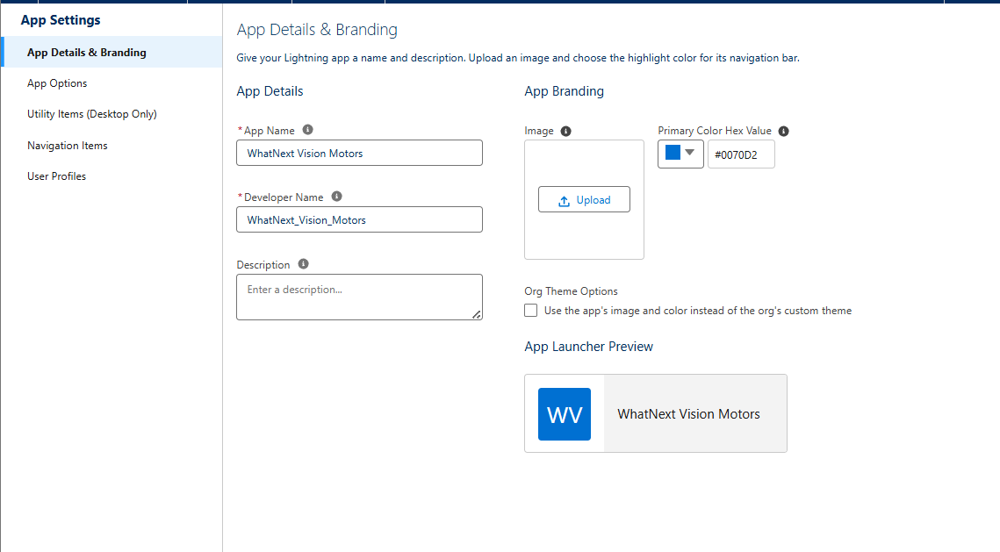 App Settings
App Details & Branding
App Options
Utility Items (Desktop Only)
Navigation Items
User Profiles
App Details & Branding
Give your Lightning app a name and description. Upload an image and choose the highlight color for its navigation bar.
App Details
* App Name
WhatNext Vision Motors
* Developer Name
WhatNext_Vision_Motors
Description
Enter a description...
App Branding
Image
Upload
Primary Color Hex Value
#0070D2
Org Theme Options
Use the app's image and color instead of the org's custom theme
App Launcher Preview
WV
WhatNext Vision Motors